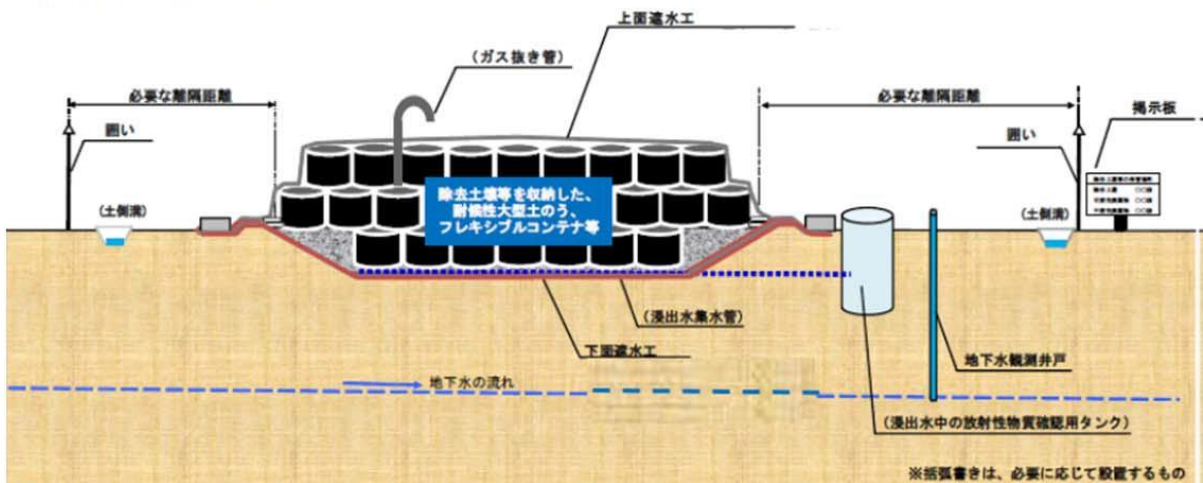 上面遮水工
(ガス抜き管)
必要な離隔距離
必要な離隔距離
掲示板
囲い
囲い
除去土壌等を収納した、
耐候性大型土のう、
フレキシブルコンテナ等
(土側溝)
(土側溝)
(浸出水集水管)
下面遮水工
地下水観測井戸
地下水の流れ
(浸出水中の放射性物質確認用タンク)
※括弧書きは、必要に応じて設置するもの